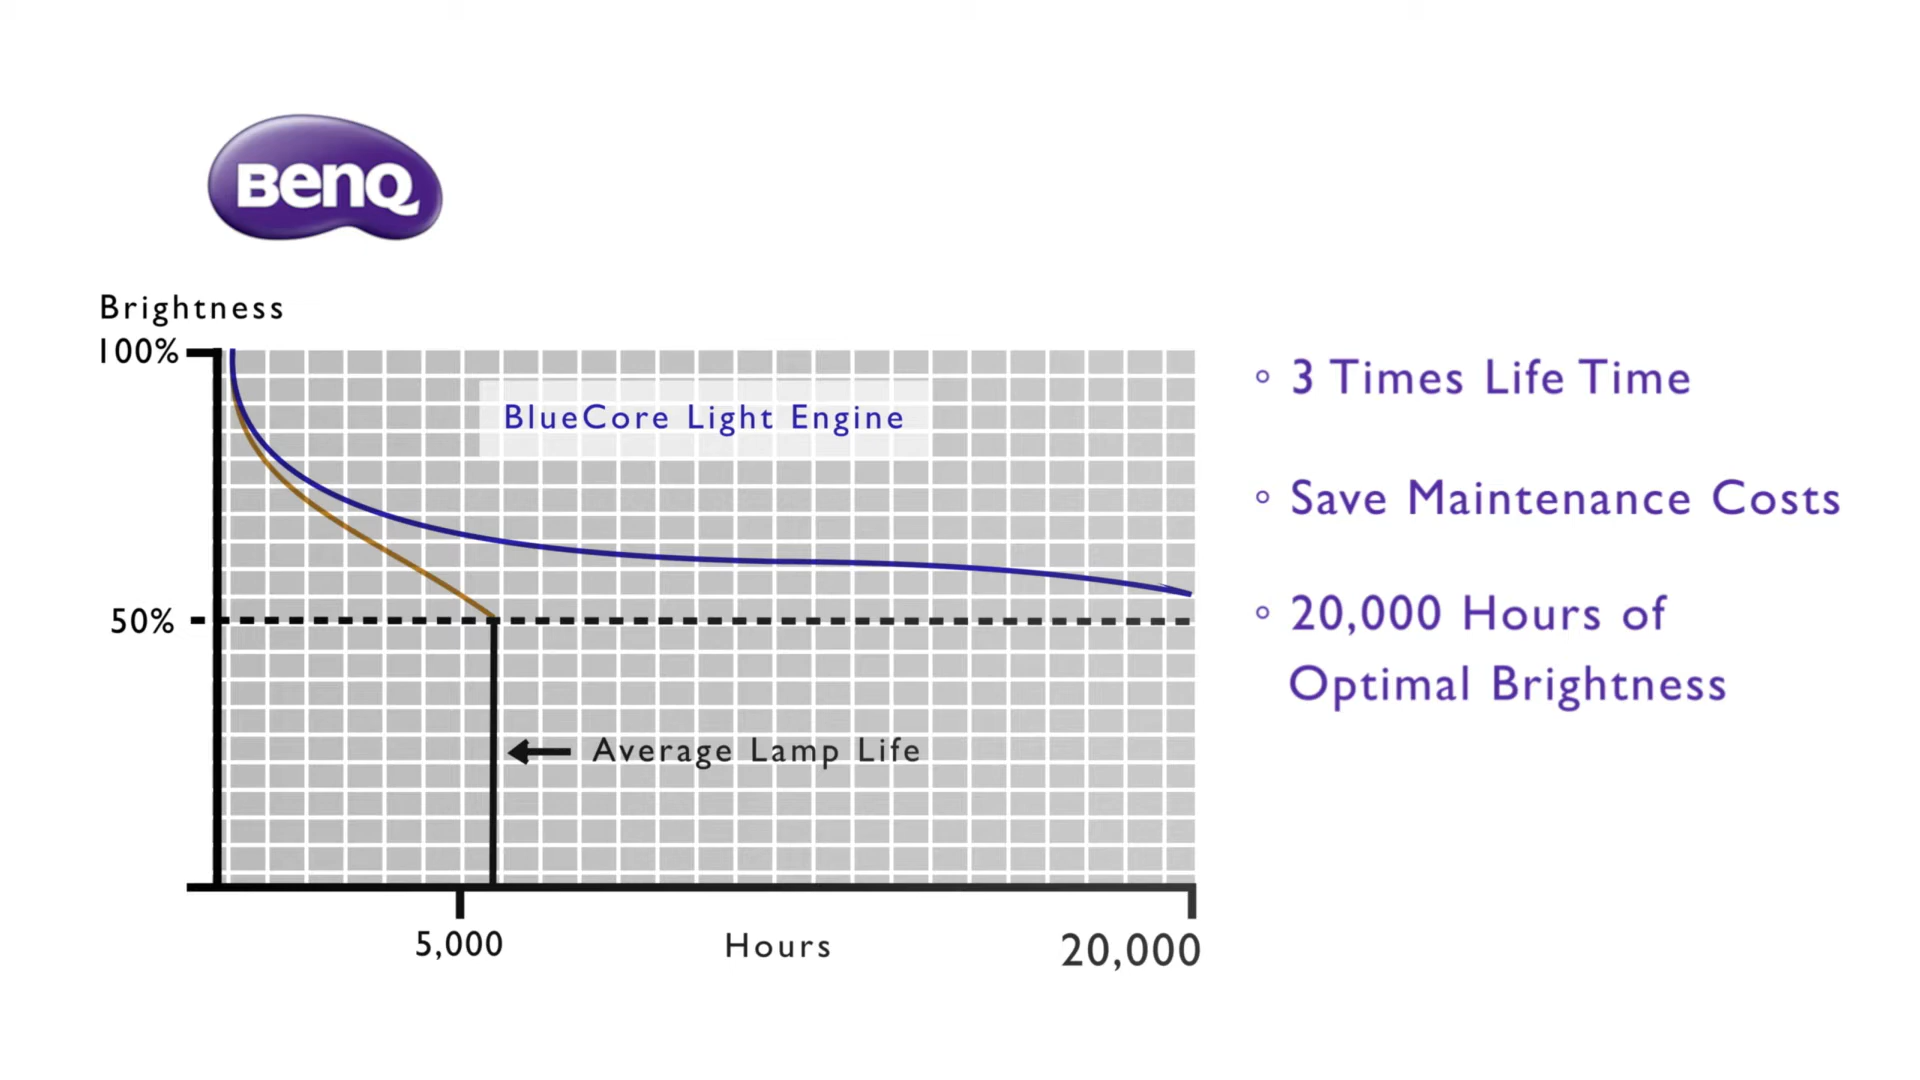 BenQ
Brightness
100%
BlueCore Light Engine
50%
Average Lamp Life
5,000
Hours
20,000
◦ 3 Times Life Time
◦ Save Maintenance Costs
◦ 20,000 Hours of
Optimal Brightness